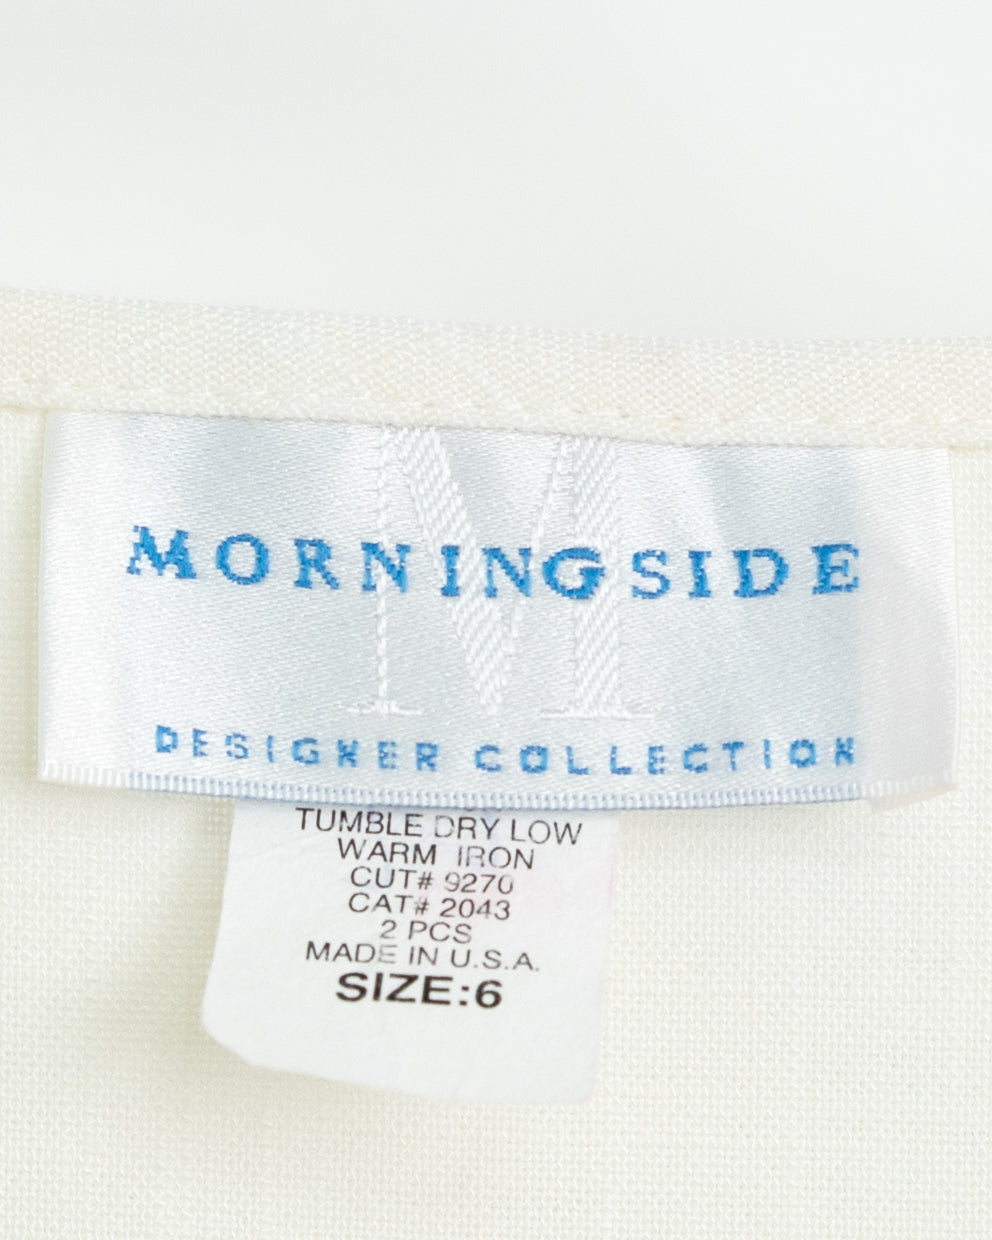 M
MORNINGSIDE
DESIGNER COLLECTION
TUMBLE DRY LOW
WARM IRON
CUT# 9270
CAT# 2043
2 PCS
MADE IN U.S.A.
SIZE:6